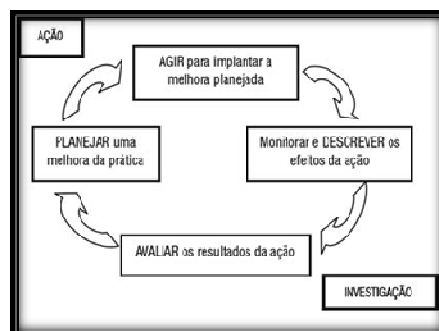 AÇÃO
AGIR para implantar a
melhora planejada
PLANEJAR uma
melhora da prática
Monitorar e DESCREVER os
efeitos da ação
AVALIAR os resultados da ação
INVESTIGAÇÃO